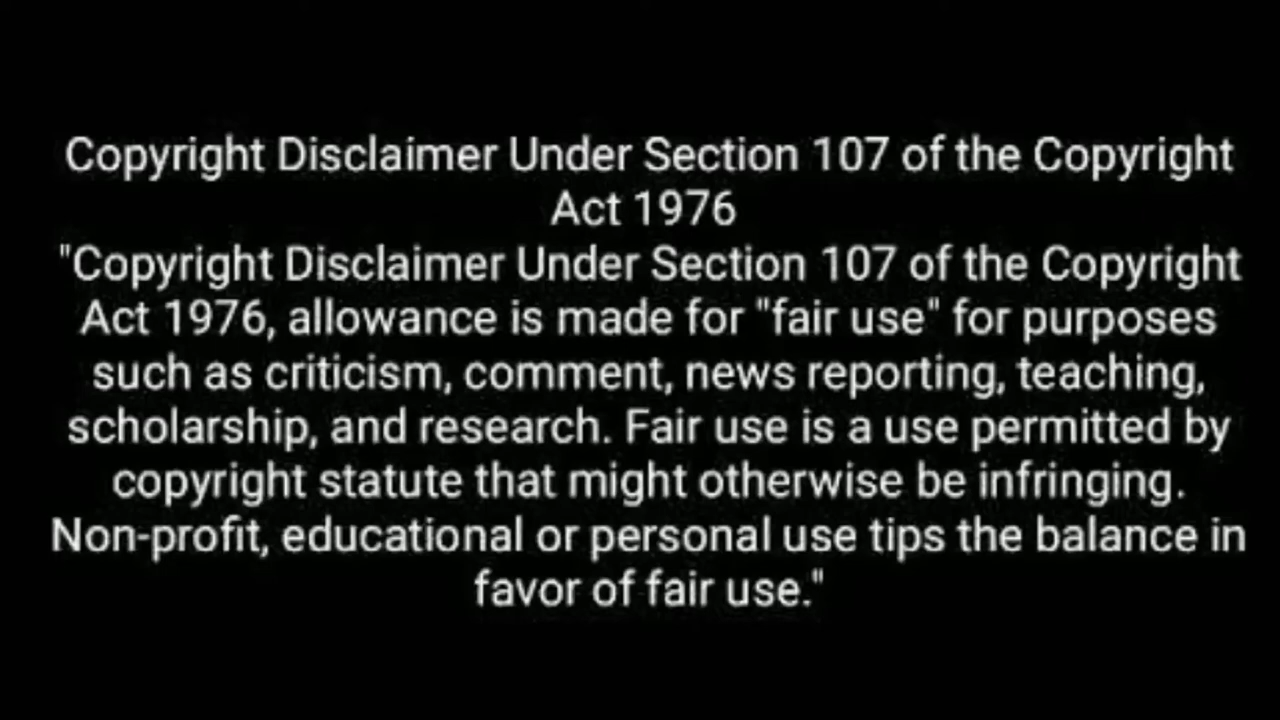 Copyright Disclaimer Under Section 107 of the Copyright
Act 1976
"Copyright Disclaimer Under Section 107 of the Copyright
Act 1976, allowance is made for "fair use" for purposes
such as criticism, comment, news reporting, teaching,
scholarship, and research. Fair use is a use permitted by
copyright statute that might otherwise be infringing.
Non-profit, educational or personal use tips the balance in
favor of fair use."